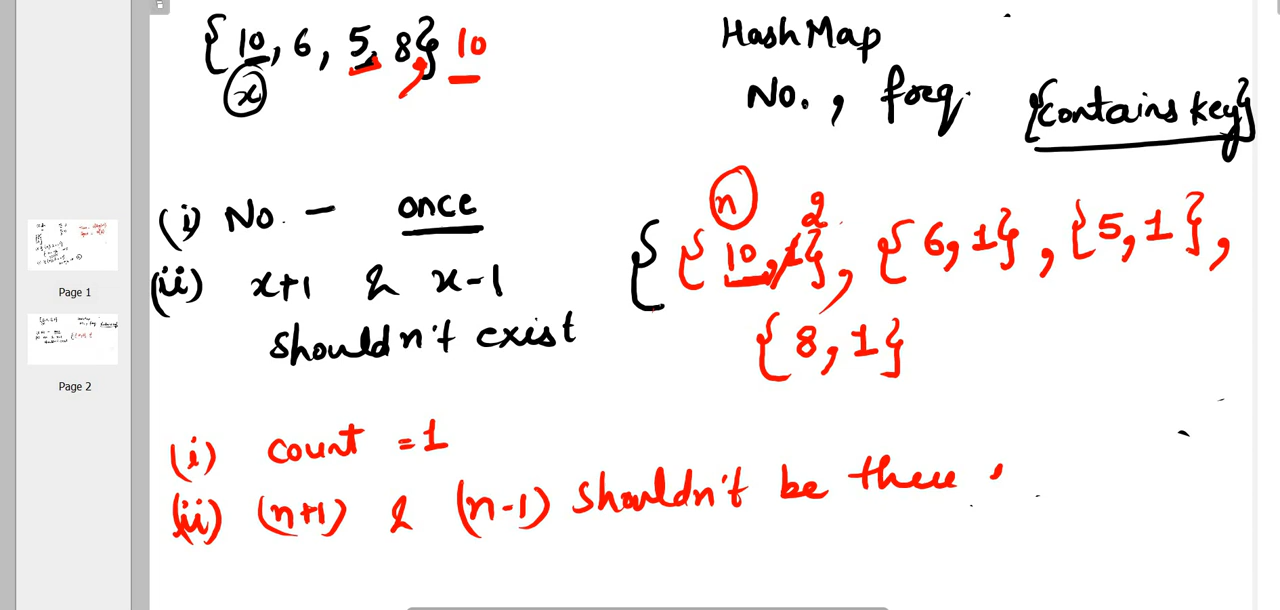 {10, 6, 5, 8} 10
x
HashMap
No. , freq.
{Contains key}
(i) No. - once
(ii) x+1 & x-1
shouldn't exist
n
2
{ {10, 1}, {6, 1}, {5, 1},
{8, 1}
(i) count = 1
(ii) (n+1) & (n-1) shouldn't be there .
Page 1
Page 2